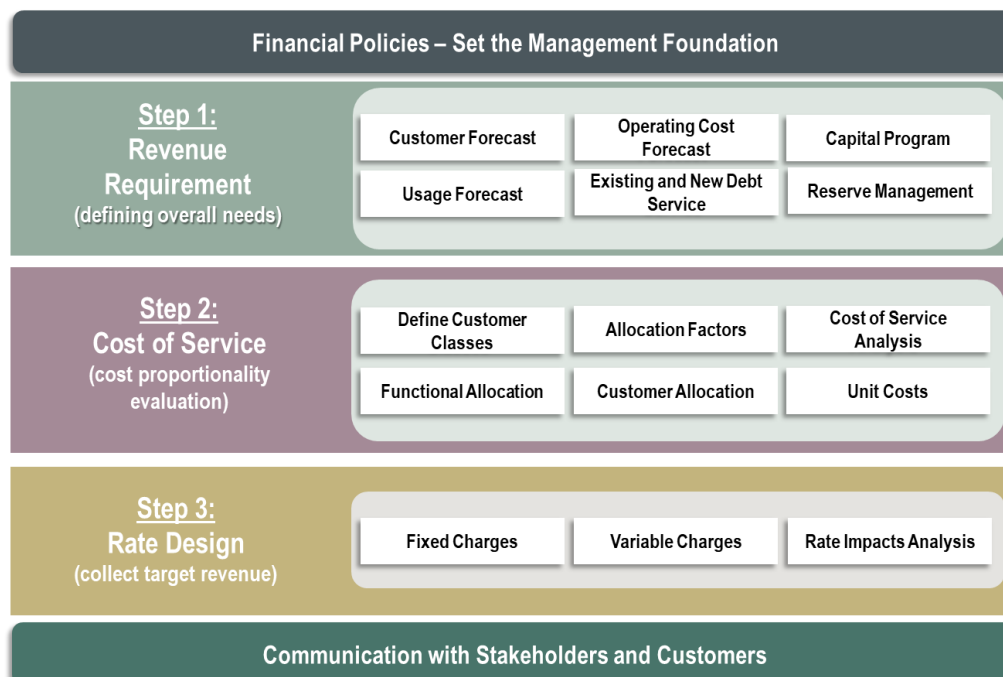 Financial Policies – Set the Management Foundation
Step 1:
Revenue
Requirement
(defining overall needs)
Customer Forecast
Operating Cost
Forecast
Capital Program
Usage Forecast
Existing and New Debt
Service
Reserve Management
Step 2:
Cost of Service
(cost proportionality
evaluation)
Define Customer
Classes
Allocation Factors
Cost of Service
Analysis
Functional Allocation
Customer Allocation
Unit Costs
Step 3:
Rate Design
(collect target revenue)
Fixed Charges
Variable Charges
Rate Impacts Analysis
Communication with Stakeholders and Customers